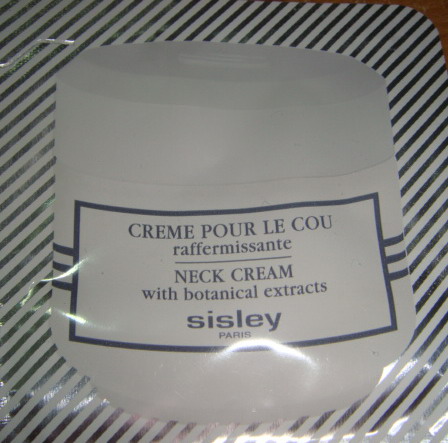 CREME POUR LE COU
raffermissante
NECK CREAM
with botanical extracts
sisley
PARIS